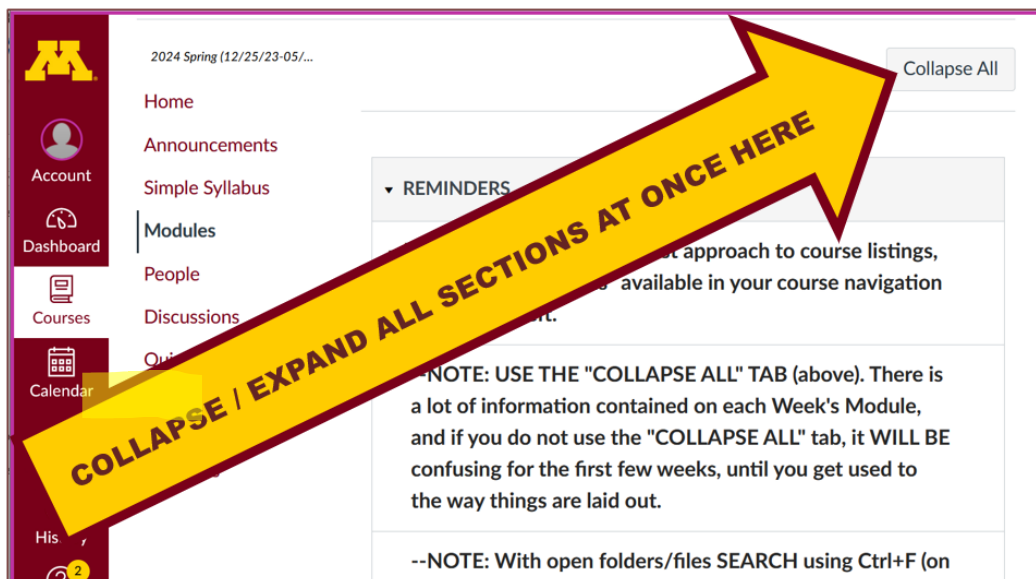 M
2024 Spring (12/25/23-05/...
Collapse All
Home
Announcements
Account
Simple Syllabus
REMINDERS
Modules
Dashboard
People
approach to course listings,
available in your course navigation
Courses
Discussions
COLLAPSE / EXPAND ALL SECTIONS AT ONCE HERE
Calendar
--NOTE: USE THE "COLLAPSE ALL" TAB (above). There is
a lot of information contained on each Week's Module,
and if you do not use the "COLLAPSE ALL" tab, it WILL BE
confusing for the first few weeks, until you get used to
the way things are laid out.
2
--NOTE: With open folders/files SEARCH using Ctrl+F (on